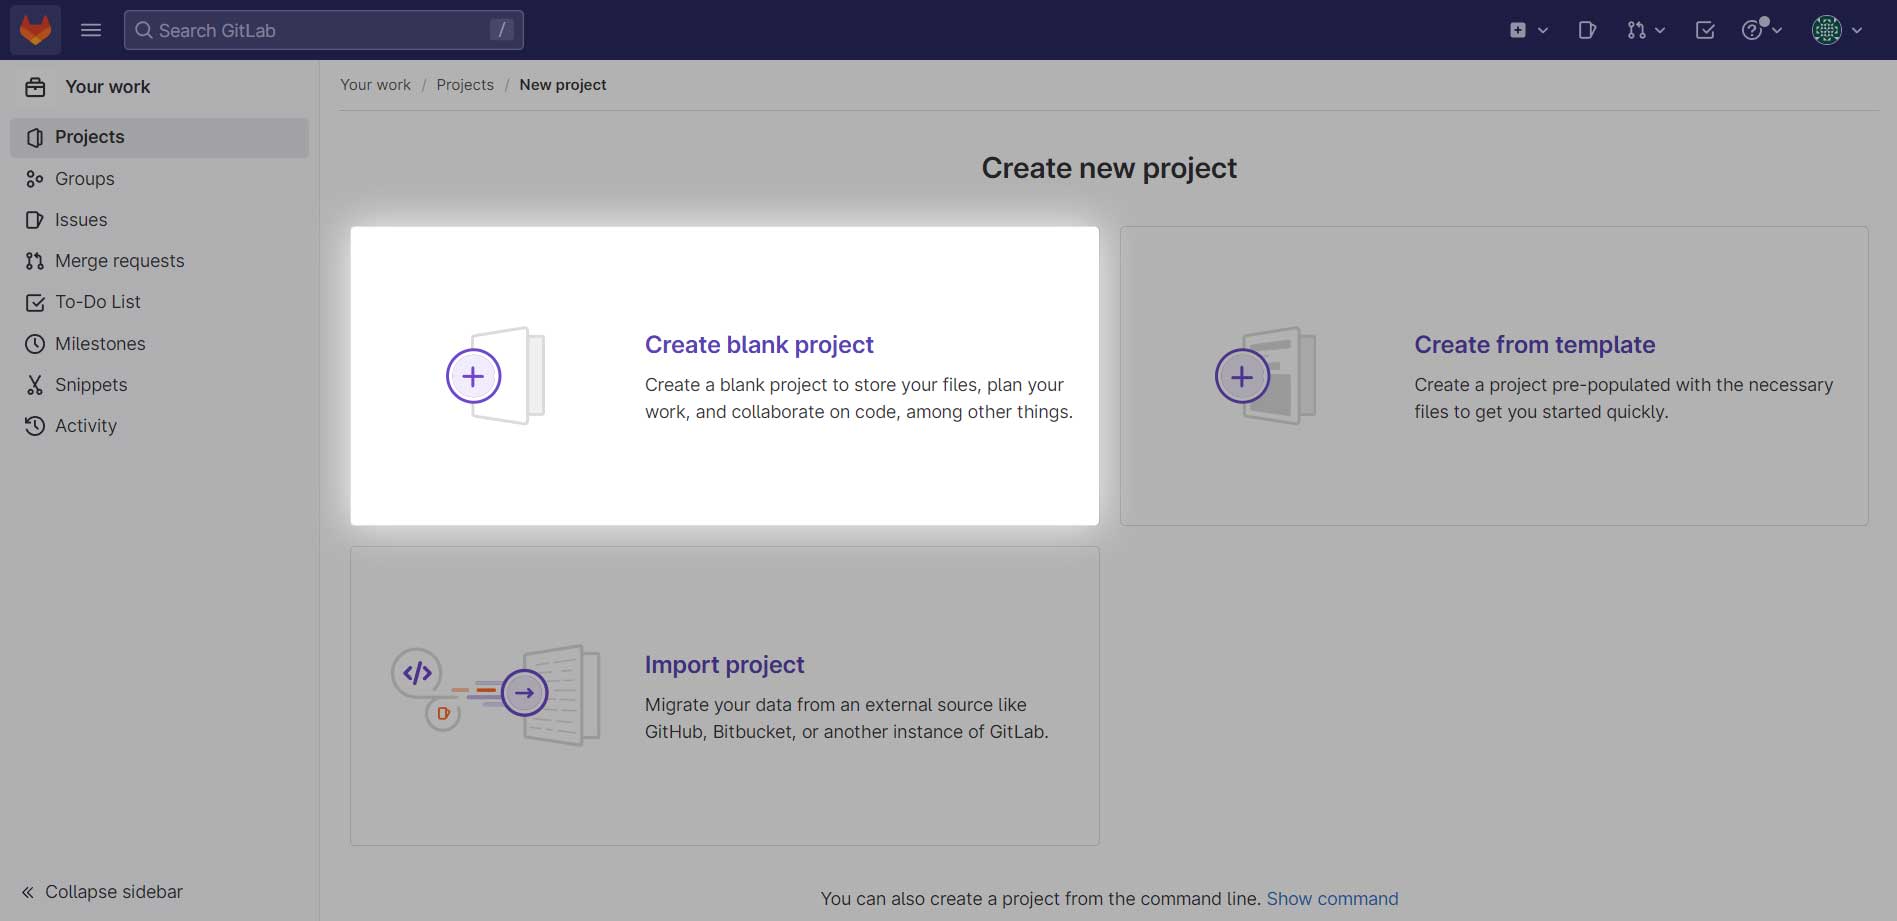 Search GitLab /
Your work
Projects
Groups
Issues
Merge requests
To-Do List
Milestones
Snippets
Activity
Collapse sidebar
Your work / Projects / New project
Create new project
Create blank project
Create a blank project to store your files, plan your
work, and collaborate on code, among other things.
Create from template
Create a project pre-populated with the necessary
files to get you started quickly.
Import project
Migrate your data from an external source like
GitHub, Bitbucket, or another instance of GitLab.
You can also create a project from the command line. Show command